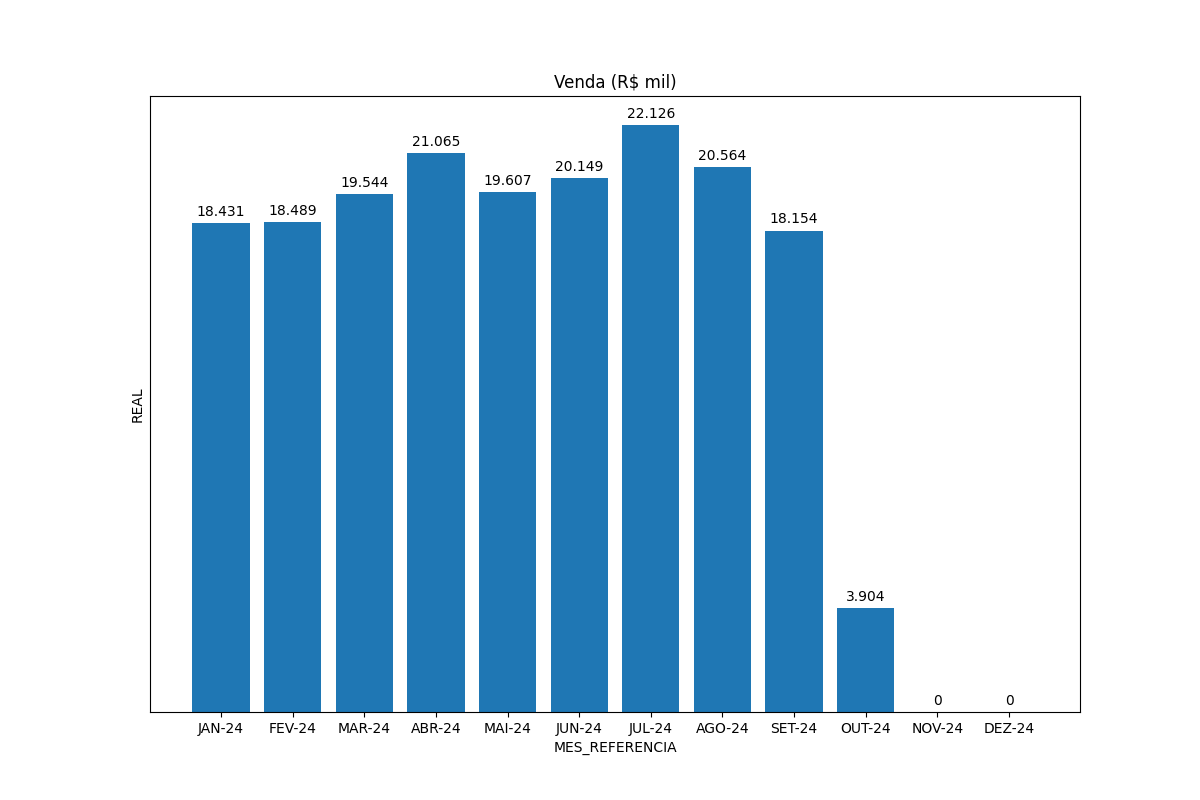 Venda (R$ mil)
22.126
21.065
20.564
20.149
19.607
19.544
18.489
18.431
18.154
REAL
3.904
0 0
JAN-24 FEV-24 MAR-24 ABR-24 MAI-24 JUN-24 JUL-24 AGO-24 SET-24 OUT-24 NOV-24 DEZ-24
MES_REFERENCIA